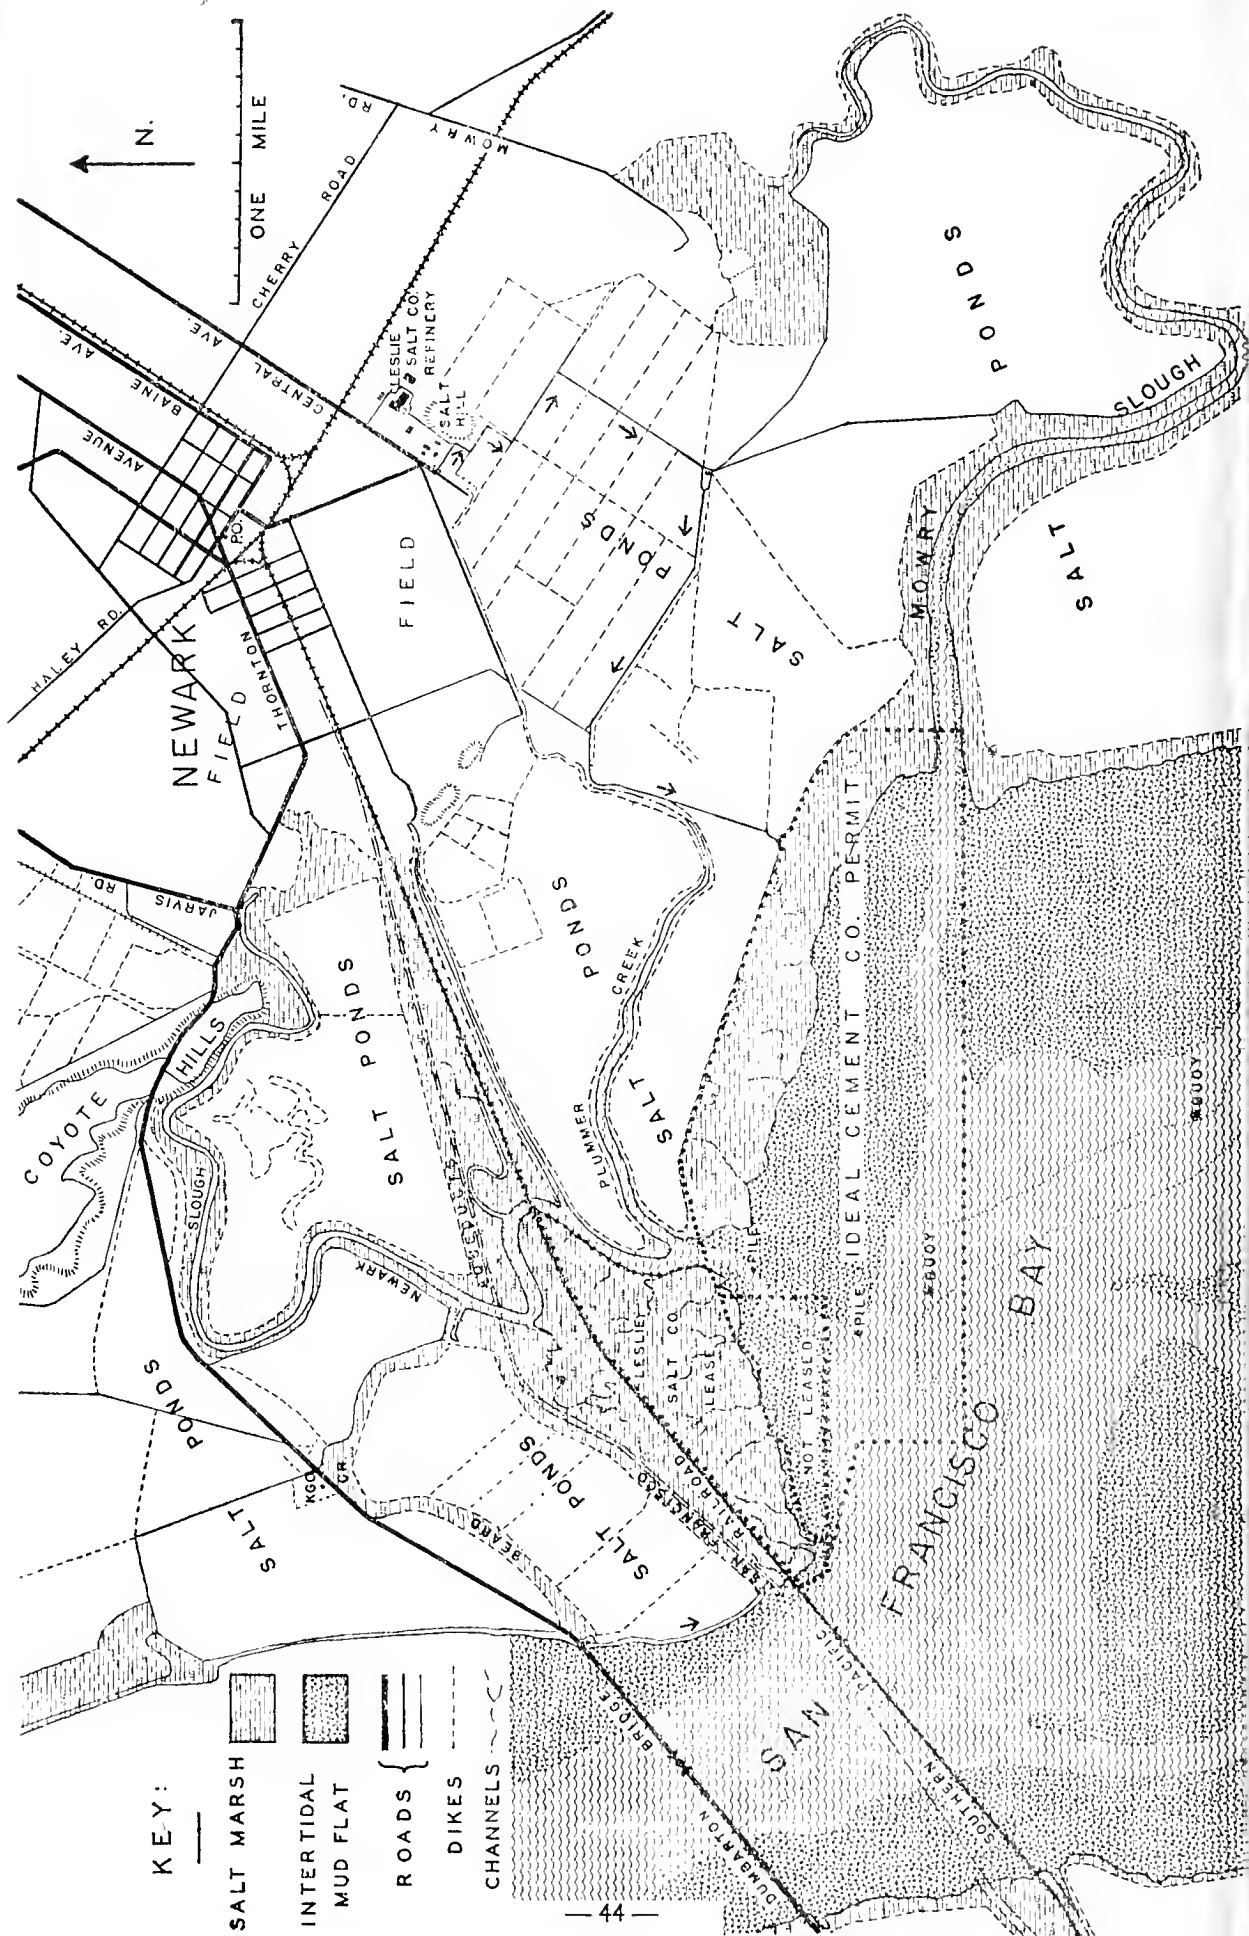 N.
ONE MILE
CHERRY ROAD
MOWRY RD.
CENTRAL AVE.
BAINE AVE.
AVENUE
HALEY RD.
THORNTON
P.O.
NEWARK
FIELD
FIELD
LESLIE
SALT CO.
REFINERY
SALT
HILL
JARVIS RD.
COYOTE HILLS
SALT PONDS
SALT PONDS
SALT PONDS
SALT PONDS
SALT PONDS
SALT PONDS
PLUMMER CREEK
MOWRY SLOUGH
NEWARK SLOUGH
AQUEDUCTS
KGO
BEARD CR.
SAN FRANCISCO
RAILROAD
LESLIE
SALT CO.
LEASE
NOT LEASED
PILE
PILE
IDEAL CEMENT CO. PERMIT
BUOY
BUOY
SAN FRANCISCO BAY
SOUTHERN PACIFIC
DUMBARTON BRIDGE
KEY:
SALT MARSH
INTERTIDAL
MUD FLAT
ROADS {
DIKES
CHANNELS
— 44 —